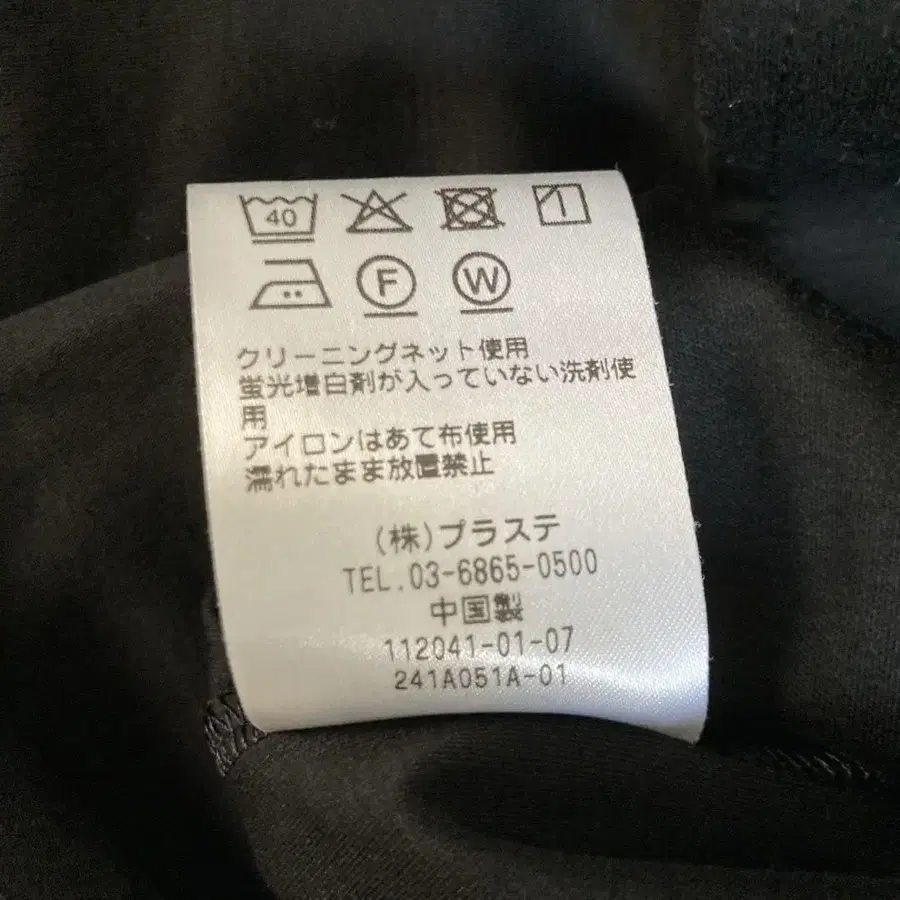 40
F W
クリーニングネット使用
蛍光増白剤が入っていない洗剤使
用
アイロンはあて布使用
濡れたまま放置禁止
(株)プラステ
TEL.03-6865-0500
中国製
112041-01-07
241A051A-01